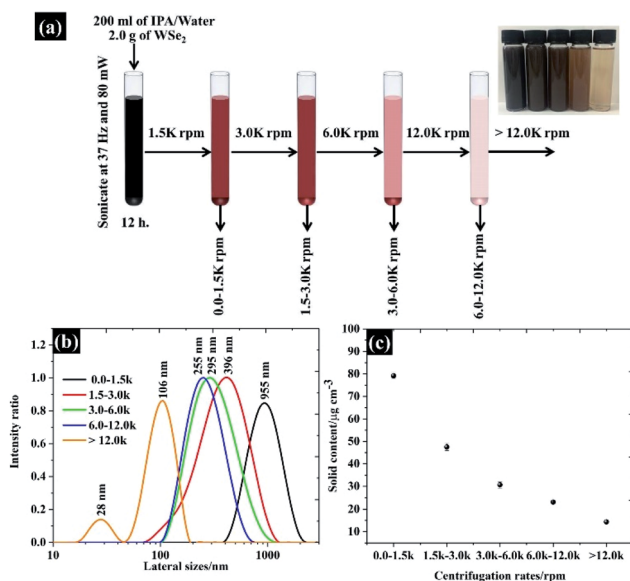 (a)
200 ml of IPA/Water
2.0 g of WSe2
Sonicate at 37 Hz and 80 mW
1.5K rpm
3.0K rpm
6.0K rpm
12.0K rpm
> 12.0K rpm
12 h.
0.0-1.5K rpm
1.5-3.0K rpm
3.0-6.0K rpm
6.0-12.0K rpm
(b)
Intensity ratio
1.2
1.0
0.8
0.6
0.4
0.2
0.0
0.0-1.5k
1.5-3.0k
3.0-6.0k
6.0-12.0k
> 12.0k
28 nm
106 nm
255 nm
295 nm
396 nm
955 nm
10
100
1000
Lateral sizes/nm
(c)
Solid content/µg cm-3
100
90
80
70
60
50
40
30
20
10
0.0-1.5k
1.5k-3.0k
3.0k-6.0k
6.0k-12.0k
>12.0k
Centrifugation rates/rpm